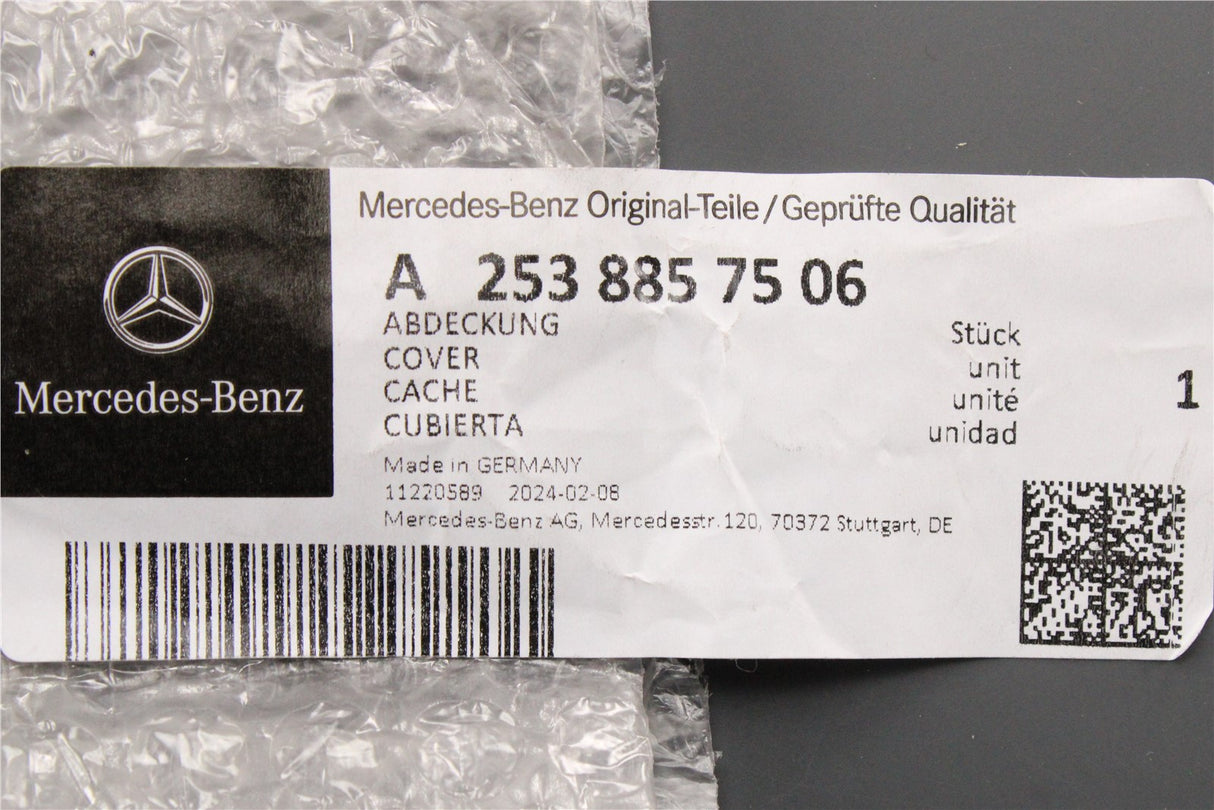 Mercedes-Benz
Mercedes-Benz Original-Teile/Geprüfte Qualität
A 253 885 75 06
ABDECKUNG
COVER
CACHE
CUBIERTA
Stück
unit
unité
unidad
1
Made in GERMANY
11220589 2024-02-08
Mercedes-Benz AG, Mercedesstr. 120, 70372 Stuttgart, DE